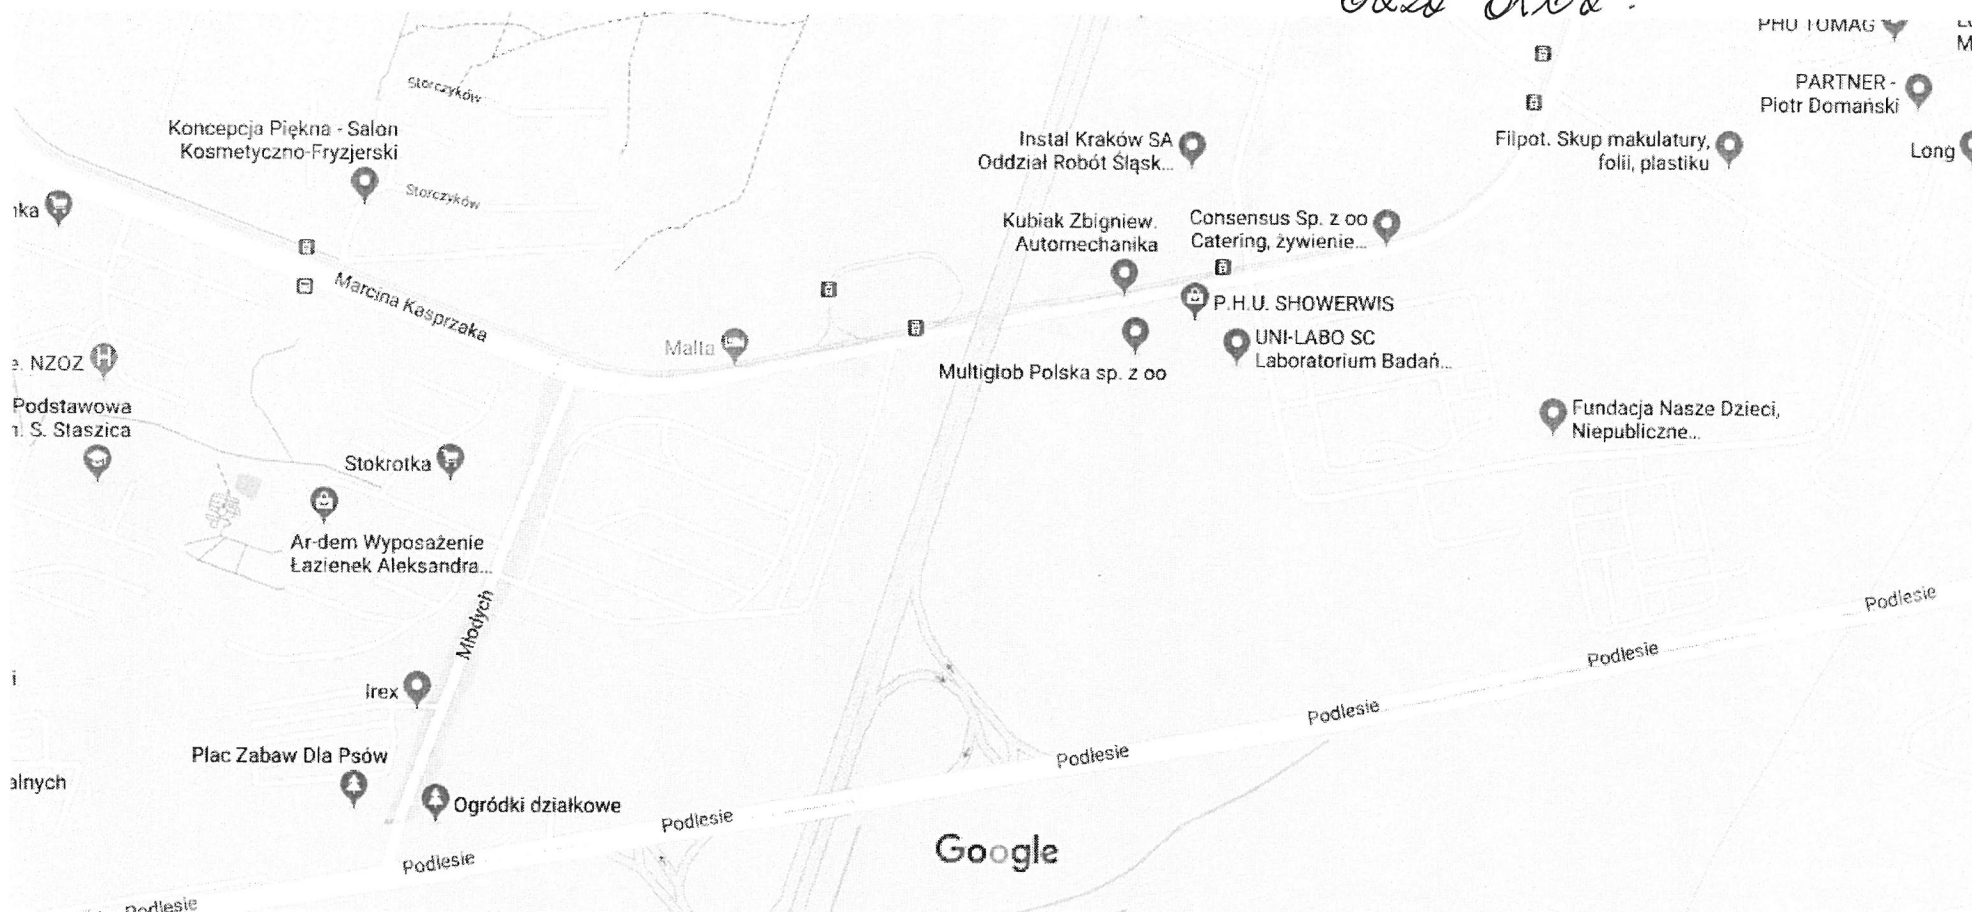 PHU TOMAG
PARTNER -
Piotr Domański
Storczyków
Koncepcja Piękna - Salon
Kosmetyczno-Fryzjerski
Instal Kraków SA
Oddział Robót Śląsk...
Filpot. Skup makulatury,
folii, plastiku
Long
Storczyków
Kubiak Zbigniew.
Automechanika
Consensus Sp. z oo
Catering, żywienie...
Marcina Kasprzaka
P.H.U. SHOWERWIS
Malta
UNI-LABO SC
Laboratorium Badań...
e. NZOZ
Multiglob Polska sp. z oo
Podstawowa
S. Staszica
Fundacja Nasze Dzieci,
Niepubliczne...
Stokrotka
Ar-dem Wyposażenie
Łazienek Aleksandra...
Młodych
Podlesie
Podlesie
Irex
Podlesie
Plac Zabaw Dla Psów
Podlesie
alnych
Ogródki działkowe
Podlesie
Podlesie
Google
Podlesie